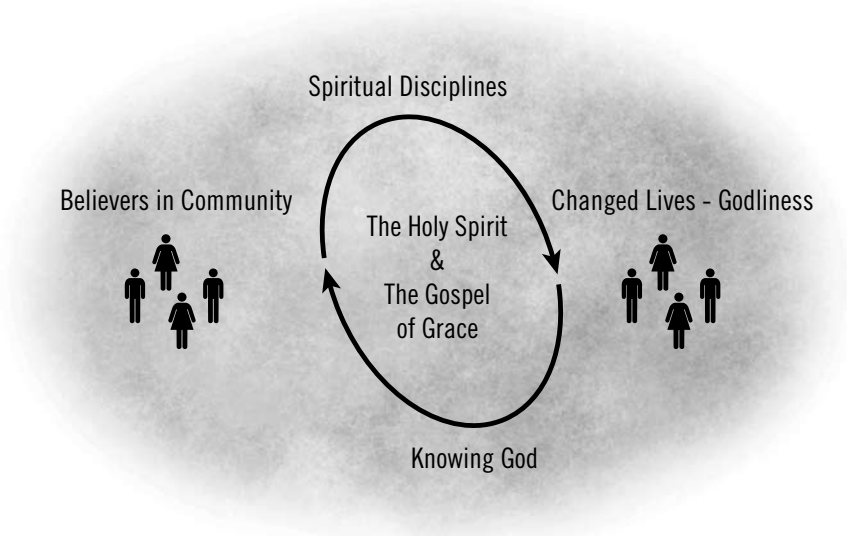 Spiritual Disciplines
Believers in Community
The Holy Spirit
&
The Gospel
of Grace
Changed Lives - Godliness
Knowing God